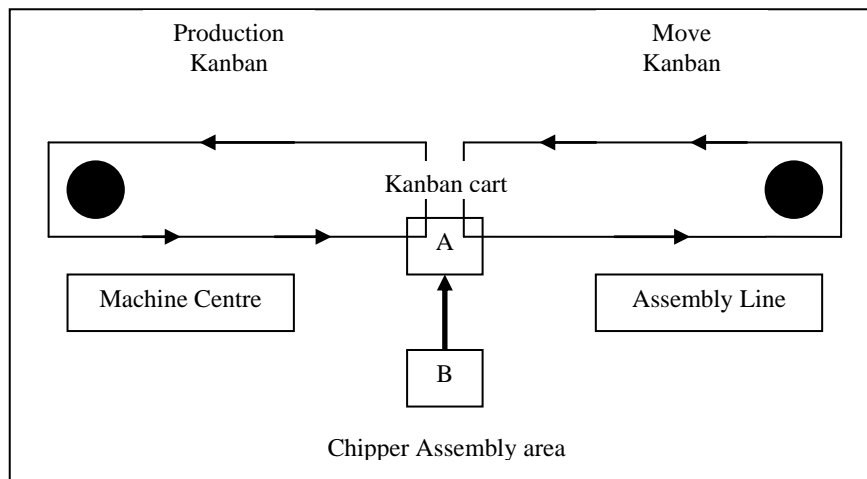 Production
Kanban
Move
Kanban
Kanban cart
A
Machine Centre
Assembly Line
B
Chipper Assembly area